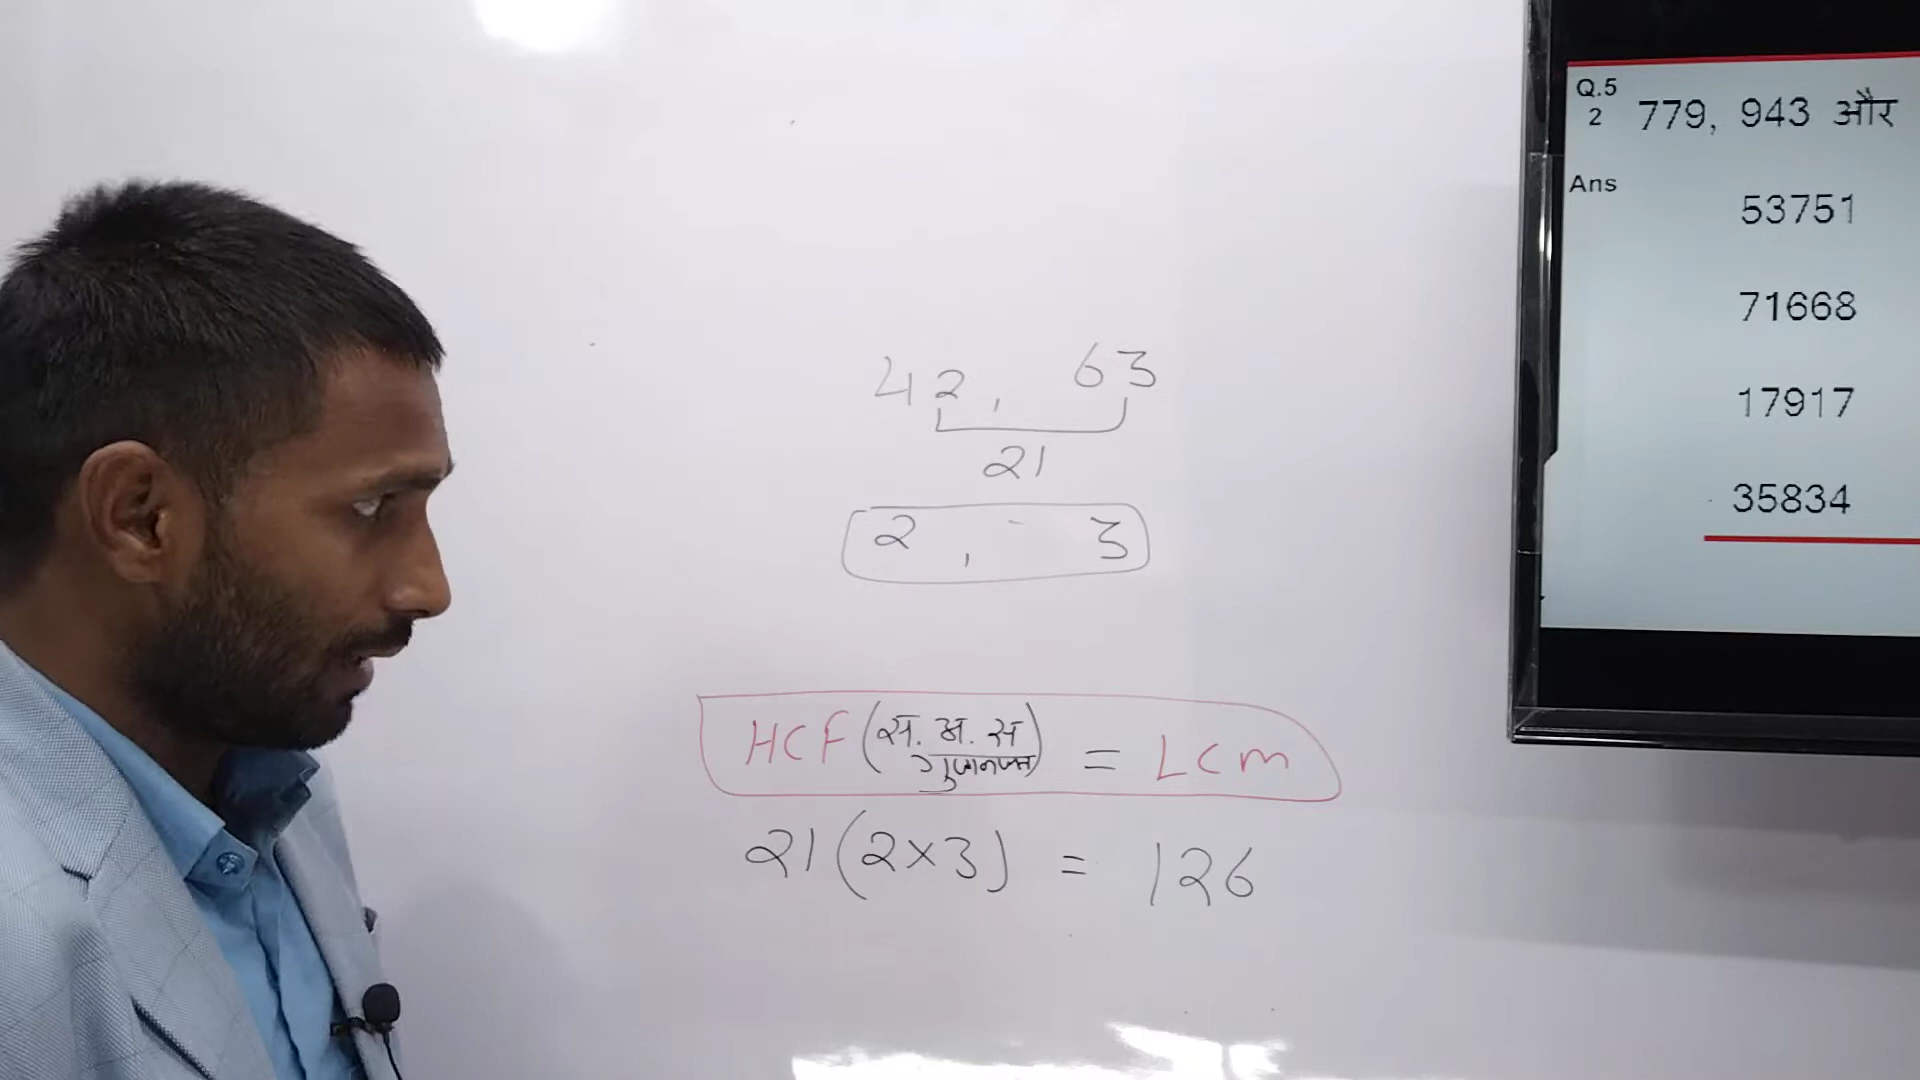 42, 63
21
2, 3
HCF (स. अ. स = LCM
गुणनफल)
21(2×3) = 126
Q.5
2 779, 943 और
Ans
53751
71668
17917
35834